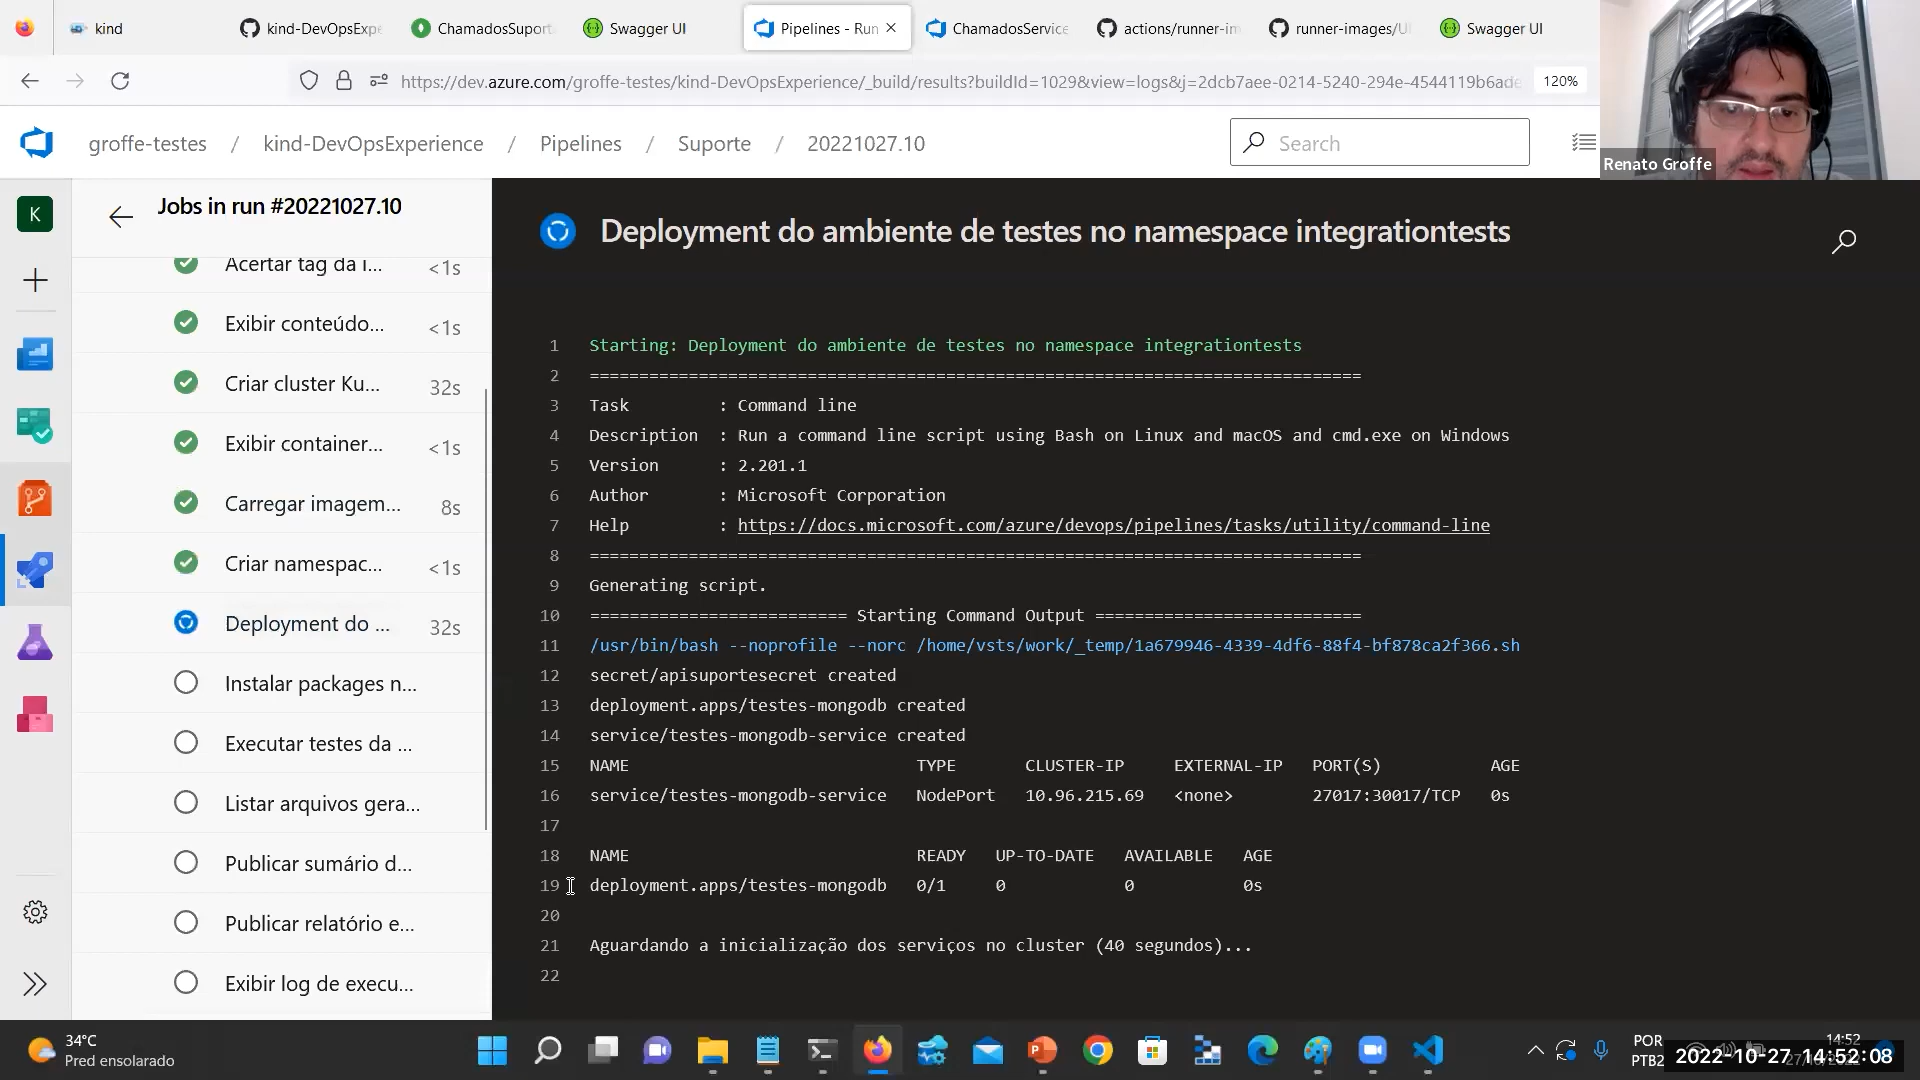 kind
kind-DevOpsExpe
ChamadosSuport
Swagger UI
Pipelines - Run
ChamadosService
actions/runner-im
runner-images/U
Swagger UI
https://dev.azure.com/groffe-testes/kind-DevOpsExperience/_build/results?buildId=1029&view=logs&j=2dcb7aee-0214-5240-294e-4544119b6ade
120%
groffe-testes / kind-DevOpsExperience / Pipelines / Suporte / 20221027.10
Search
Renato Groffe
K
Jobs in run #20221027.10
Acertar tag da i... <1s
Exibir conteúdo... <1s
Criar cluster Ku... 32s
Exibir container... <1s
Carregar imagem... 8s
Criar namespac... <1s
Deployment do ... 32s
Instalar packages n...
Executar testes da ...
Listar arquivos gera...
Publicar sumário d...
Publicar relatório e...
Exibir log de execu...
Deployment do ambiente de testes no namespace integrationtests
1 Starting: Deployment do ambiente de testes no namespace integrationtests
2 ==============================================================================
3 Task : Command line
4 Description : Run a command line script using Bash on Linux and macOS and cmd.exe on Windows
5 Version : 2.201.1
6 Author : Microsoft Corporation
7 Help : https://docs.microsoft.com/azure/devops/pipelines/tasks/utility/command-line
8 ==============================================================================
9 Generating script.
10 ========================== Starting Command Output ===========================
11 /usr/bin/bash --noprofile --norc /home/vsts/work/_temp/1a679946-4339-4df6-88f4-bf878ca2f366.sh
12 secret/apisuportesecret created
13 deployment.apps/testes-mongodb created
14 service/testes-mongodb-service created
15 NAME TYPE CLUSTER-IP EXTERNAL-IP PORT(S) AGE
16 service/testes-mongodb-service NodePort 10.96.215.69 <none> 27017:30017/TCP 0s
17
18 NAME READY UP-TO-DATE AVAILABLE AGE
19 deployment.apps/testes-mongodb 0/1 0 0 0s
20
21 Aguardando a inicialização dos serviços no cluster (40 segundos)...
22
34°C
Pred ensolarado
POR
PTB2
14:52
2022-10-27 14:52:08